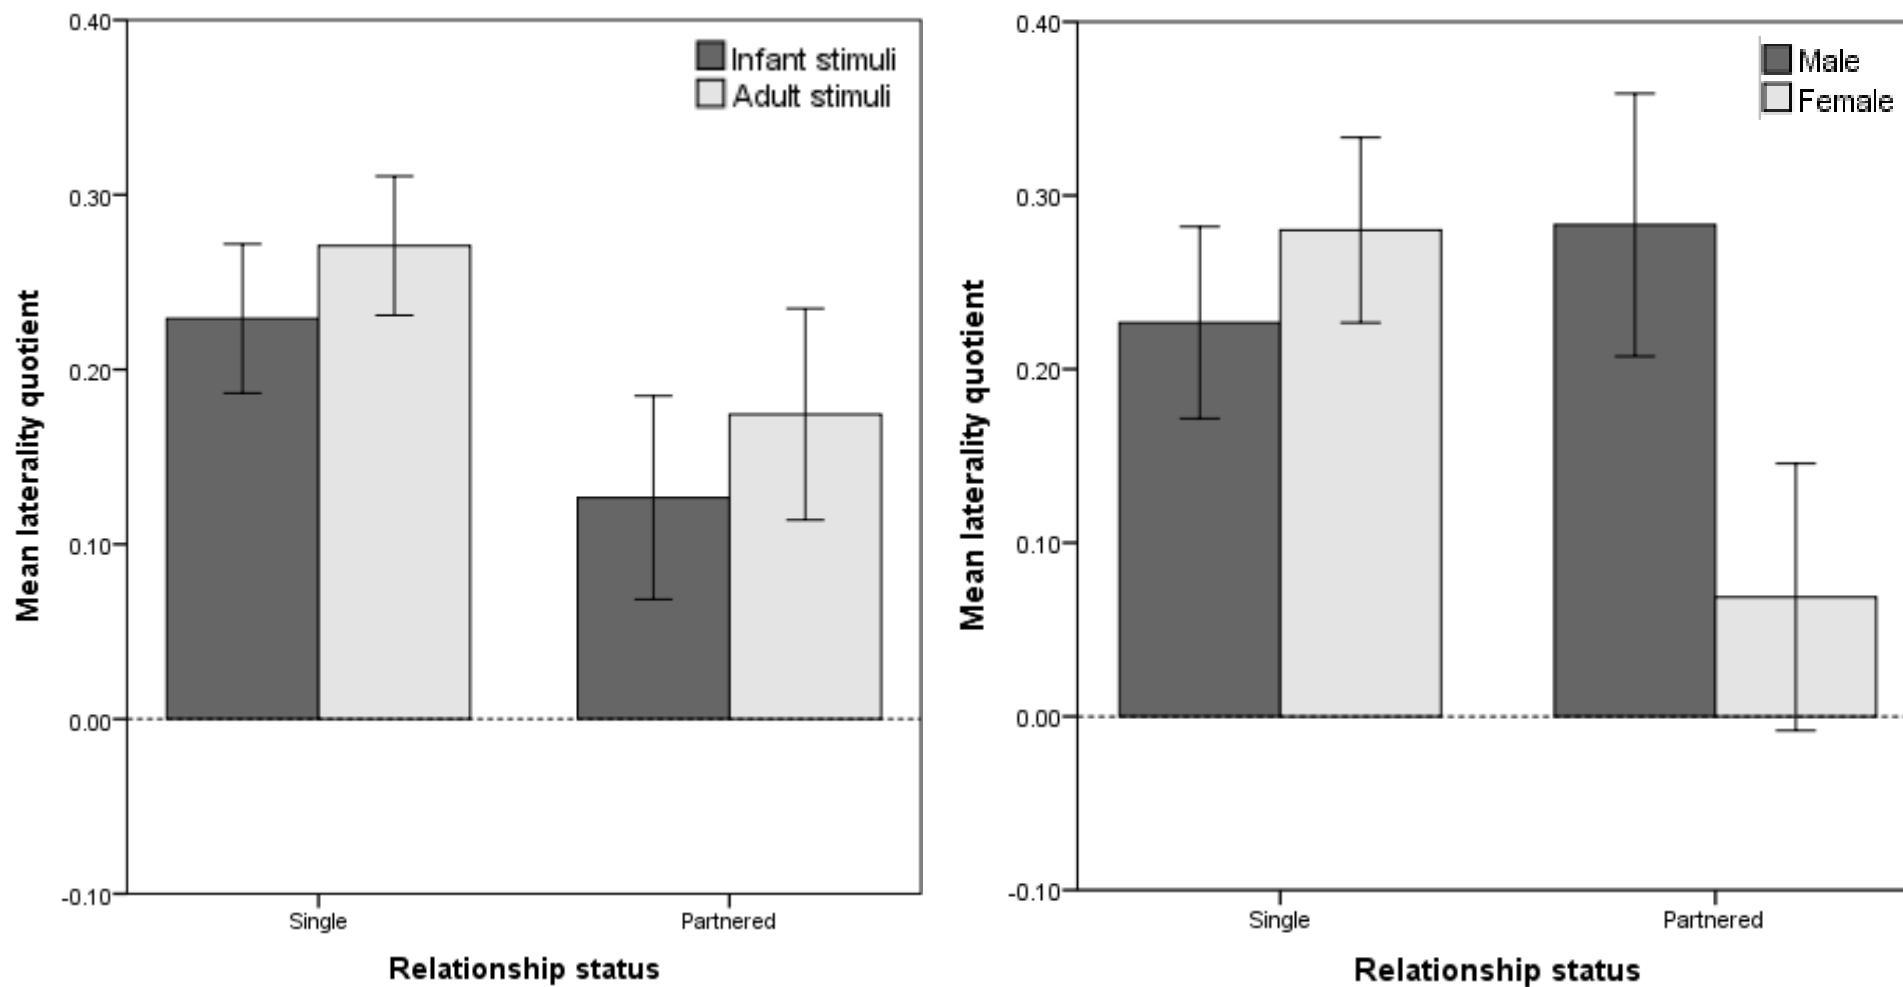 0.40
0.30
0.20
0.10
0.00
-0.10
Mean laterality quotient
Infant stimuli
Adult stimuli
Single
Partnered
Relationship status
0.40
0.30
0.20
0.10
0.00
-0.10
Mean laterality quotient
Male
Female
Single
Partnered
Relationship status